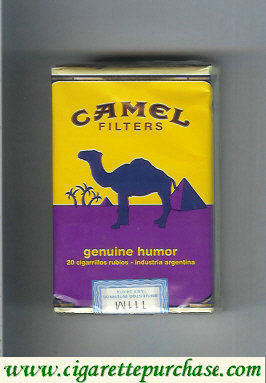 CAMEL
FILTERS
genuine humor
20 cigarrillos rubios - industria argentina
www.cigarettepurchase.com